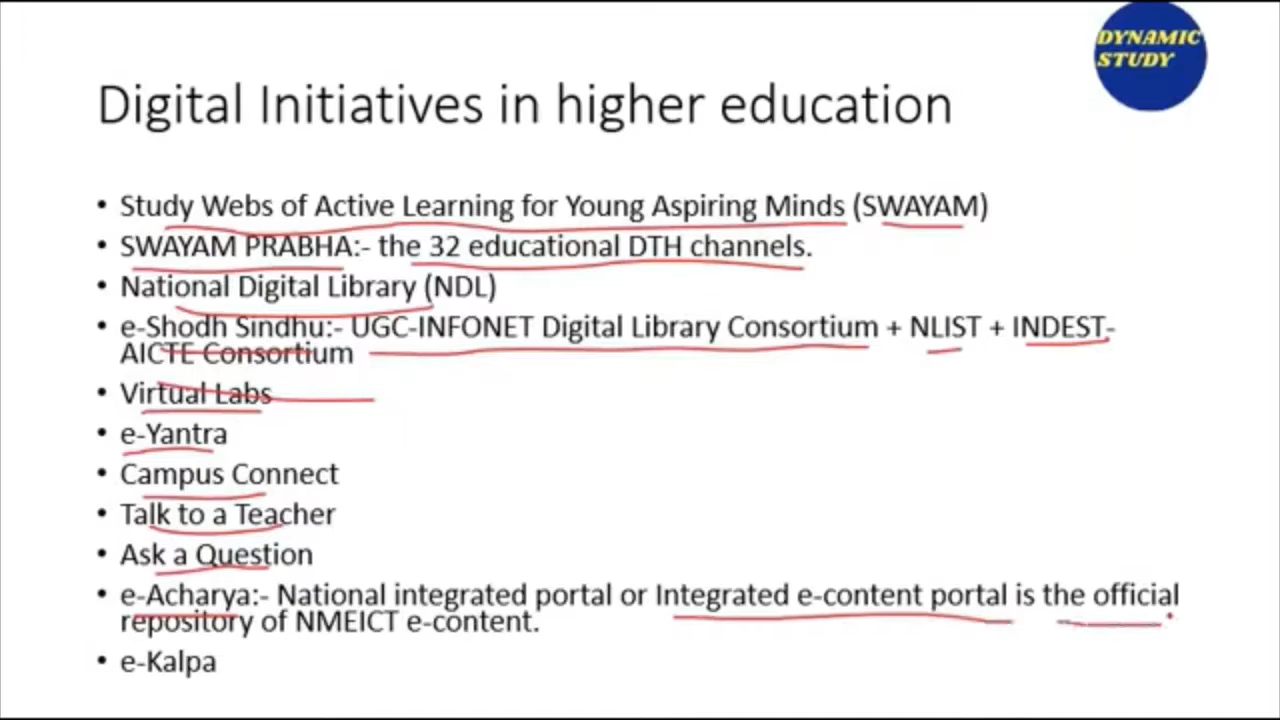 DYNAMIC
STUDY
Digital Initiatives in higher education
• Study Webs of Active Learning for Young Aspiring Minds (SWAYAM)
• SWAYAM PRABHA:- the 32 educational DTH channels.
• National Digital Library (NDL)
• e-Shodh Sindhu:- UGC-INFONET Digital Library Consortium + NLIST + INDEST-
AICTE Consortium
• Virtual Labs
• e-Yantra
• Campus Connect
• Talk to a Teacher
• Ask a Question
• e-Acharya:- National integrated portal or Integrated e-content portal is the official
repository of NMEICT e-content.
• e-Kalpa